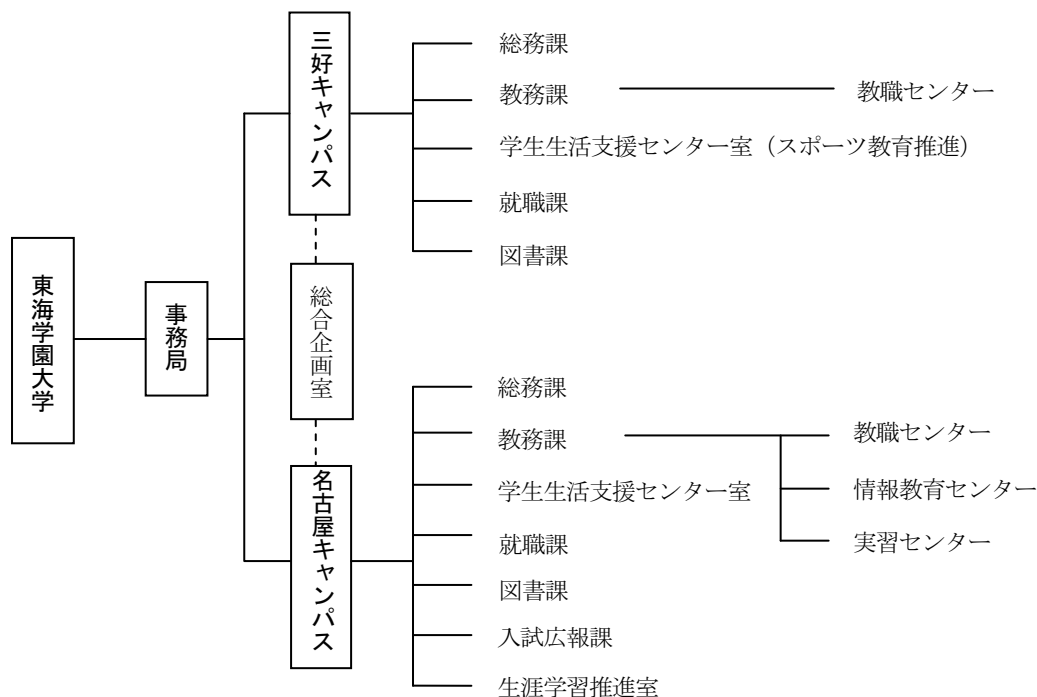 東海学園大学
事務局
三好キャンパス
総務課
教務課
教職センター
学生生活支援センター室（スポーツ教育推進）
就職課
図書課
総合企画室
名古屋キャンパス
総務課
教務課
教職センター
情報教育センター
実習センター
学生生活支援センター室
就職課
図書課
入試広報課
生涯学習推進室